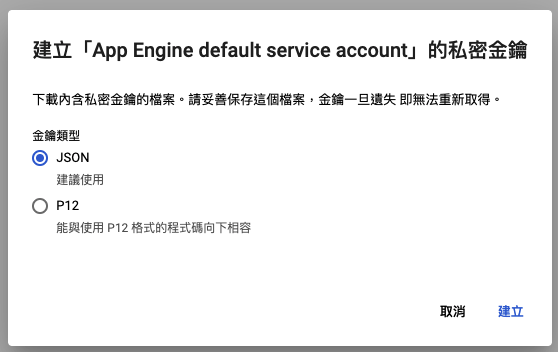 建立「App Engine default service account」的私密金鑰
下載內含私密金鑰的檔案。請妥善保存這個檔案，金鑰一旦遺失 即無法重新取得。
金鑰類型
JSON
建議使用
P12
能與使用 P12 格式的程式碼向下相容
取消 建立